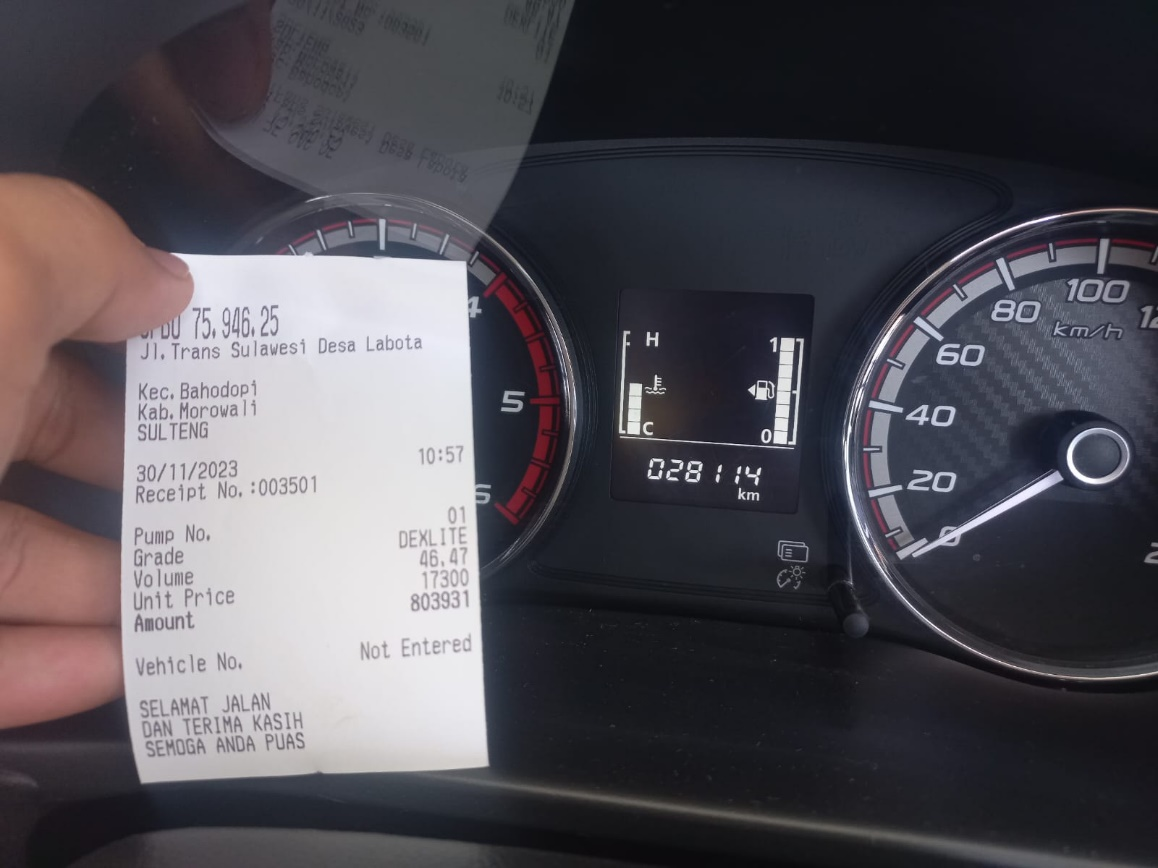 SPBU 75.946.25
Jl.Trans Sulawesi Desa Labota
Kec.Bahodopi
Kab.Morowali
SULTENG
30/11/2023 10:57
Receipt No.:003501
Pump No. 01
Grade DEXLITE
Volume 46.47
Unit Price 17300
Amount 803931
Vehicle No. Not Entered
SELAMAT JALAN
DAN TERIMA KASIH
SEMOGA ANDA PUAS
4
5
6
H 1
C 0
028114
km
100
80
km/h
60
40
20
0